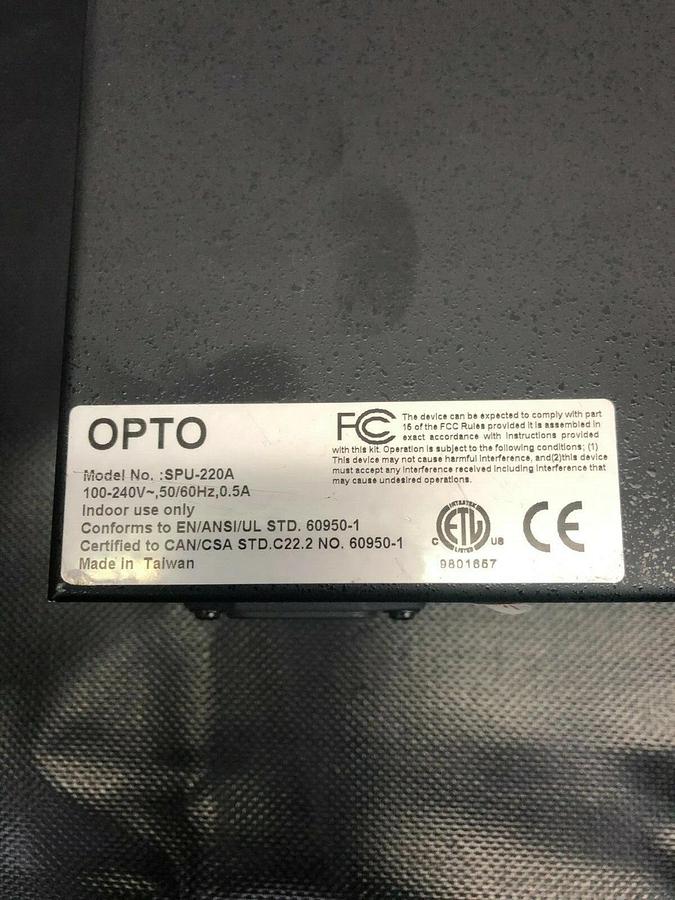 OPTO
Model No. :SPU-220A
100-240V~,50/60Hz,0.5A
Indoor use only
Conforms to EN/ANSI/UL STD. 60950-1
Certified to CAN/CSA STD.C22.2 NO. 60950-1
Made in Taiwan
FC
The device can be expected to comply with part
15 of the FCC Rules provided it is assembled in
exact accordance with instructions provided
with this kit. Operation is subject to the following conditions; (1)
This device may not cause harmful interference, and(2)this device
must accept any interference received including interference that
may cause undesired operations.
INTERTEK
C ETL US
LISTED
9801657
CE